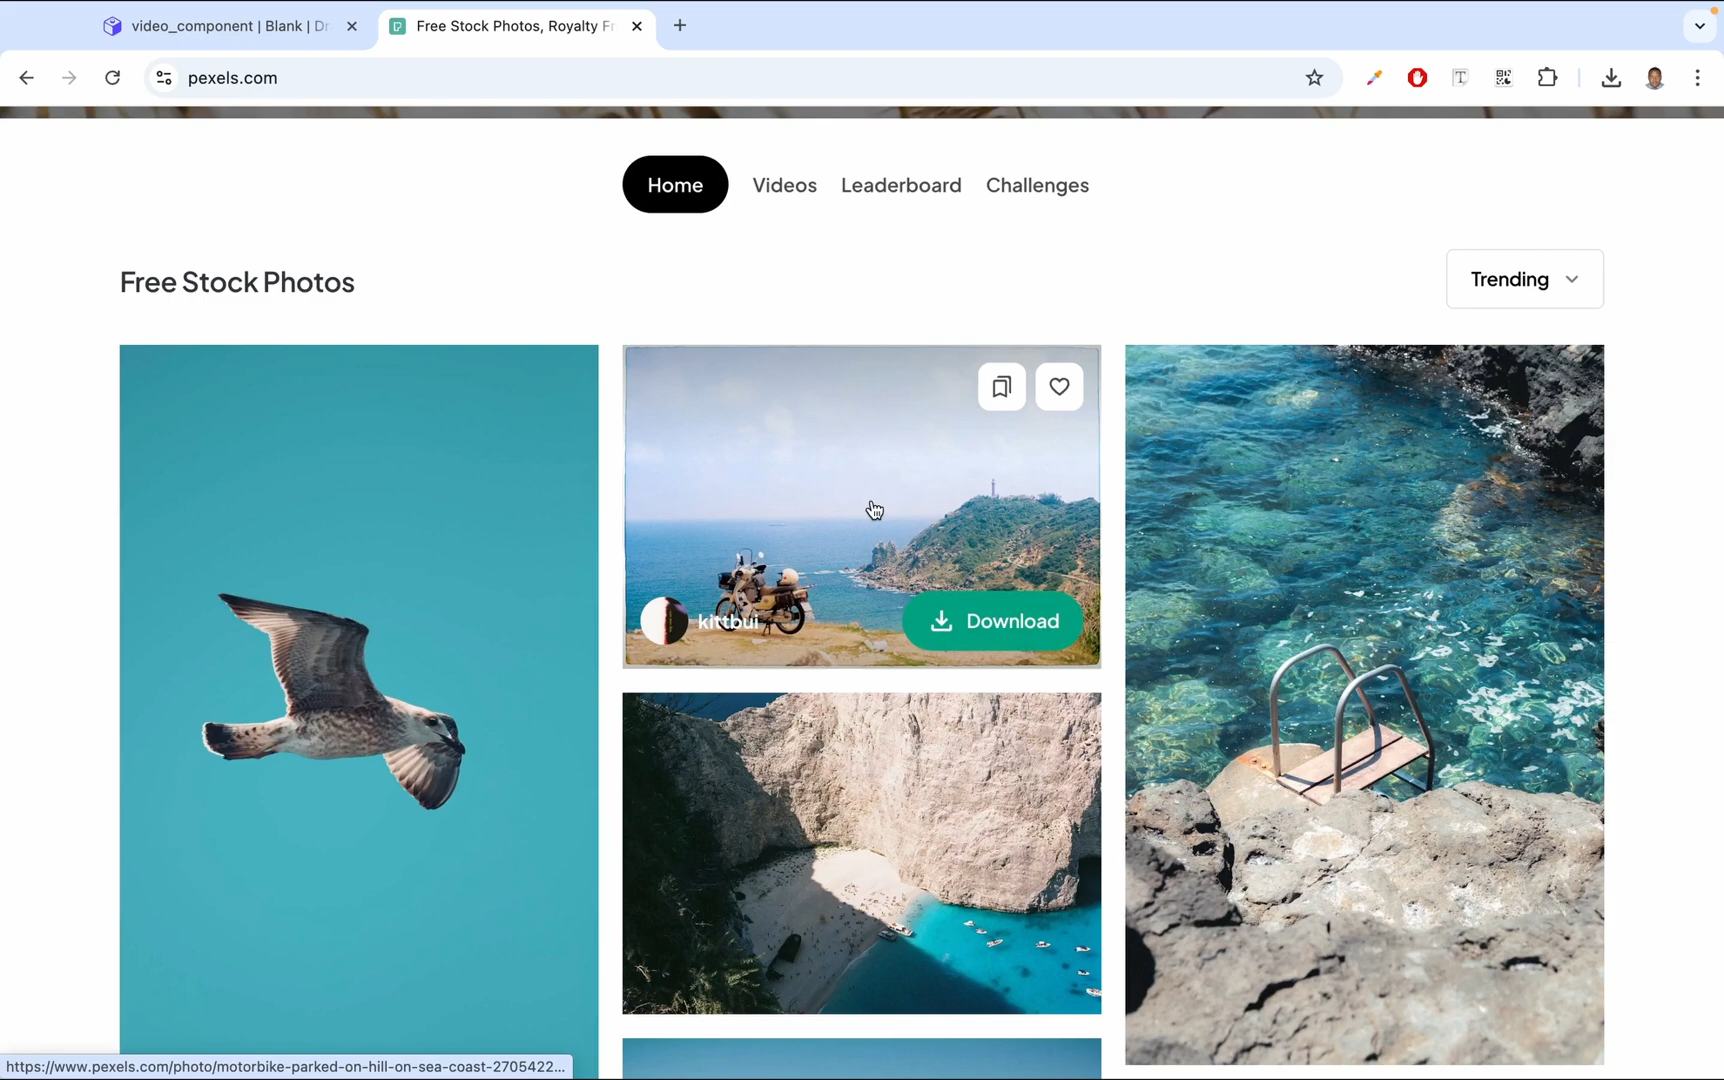 video_component | Blank | Dr
Free Stock Photos, Royalty Fr
pexels.com
Home
Videos
Leaderboard
Challenges
Free Stock Photos
Trending
kittbui
Download
https://www.pexels.com/photo/motorbike-parked-on-hill-on-sea-coast-2705422...